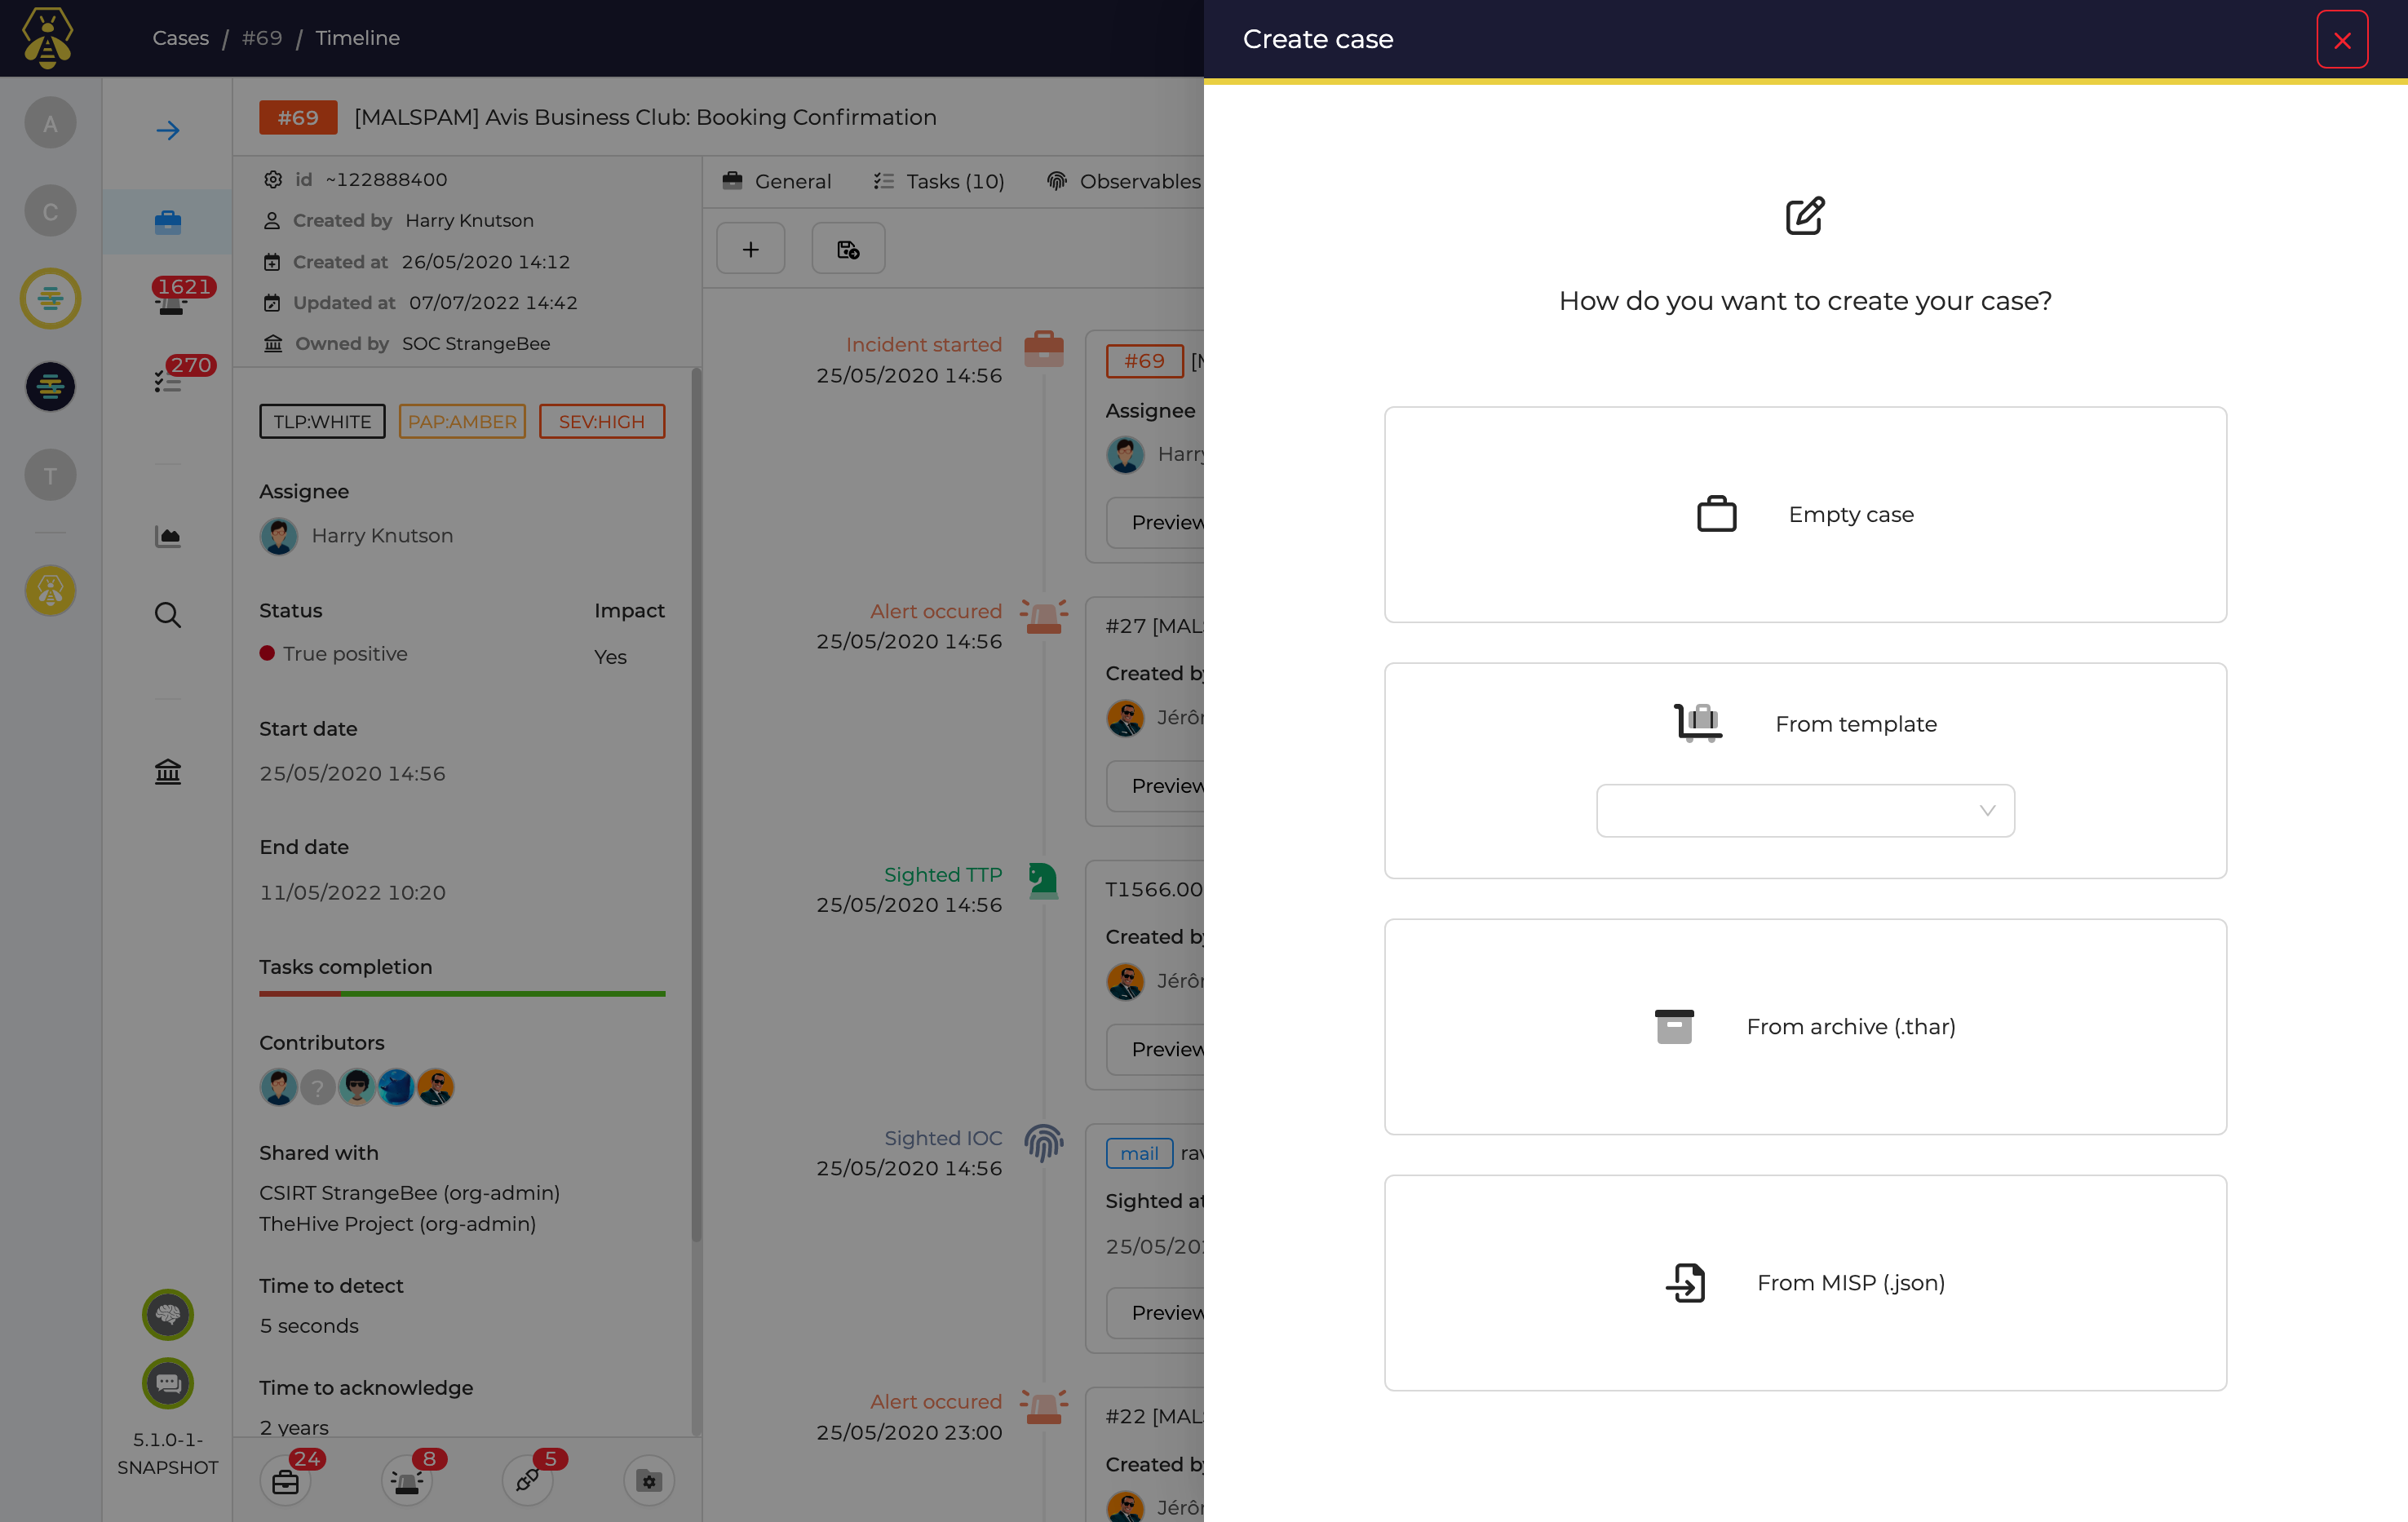 Cases / #69 / Timeline
Create case
A
C
T
1621
270
5.1.0-1-
SNAPSHOT
#69 [MALSPAM] Avis Business Club: Booking Confirmation
id ~122888400
Created by Harry Knutson
Created at 26/05/2020 14:12
Updated at 07/07/2022 14:42
Owned by SOC StrangeBee
TLP:WHITE PAP:AMBER SEV:HIGH
Assignee
Harry Knutson
Status Impact
True positive Yes
Start date
25/05/2020 14:56
End date
11/05/2022 10:20
Tasks completion
Contributors
?
Shared with
CSIRT StrangeBee (org-admin)
TheHive Project (org-admin)
Time to detect
5 seconds
Time to acknowledge
2 years
24 8 5
General Tasks (10) Observables
Incident started
25/05/2020 14:56
#69 [
Assignee
Harry
Preview
Alert occured
25/05/2020 14:56
#27 [MAL
Created by
Jérô
Preview
Sighted TTP
25/05/2020 14:56
T1566.00
Created by
Jérô
Preview
Sighted IOC
25/05/2020 14:56
mail ra
Sighted at
25/05/20
Preview
Alert occured
25/05/2020 23:00
#22 [MAL
Created by
Jérô
How do you want to create your case?
Empty case
From template
From archive (.thar)
From MISP (.json)